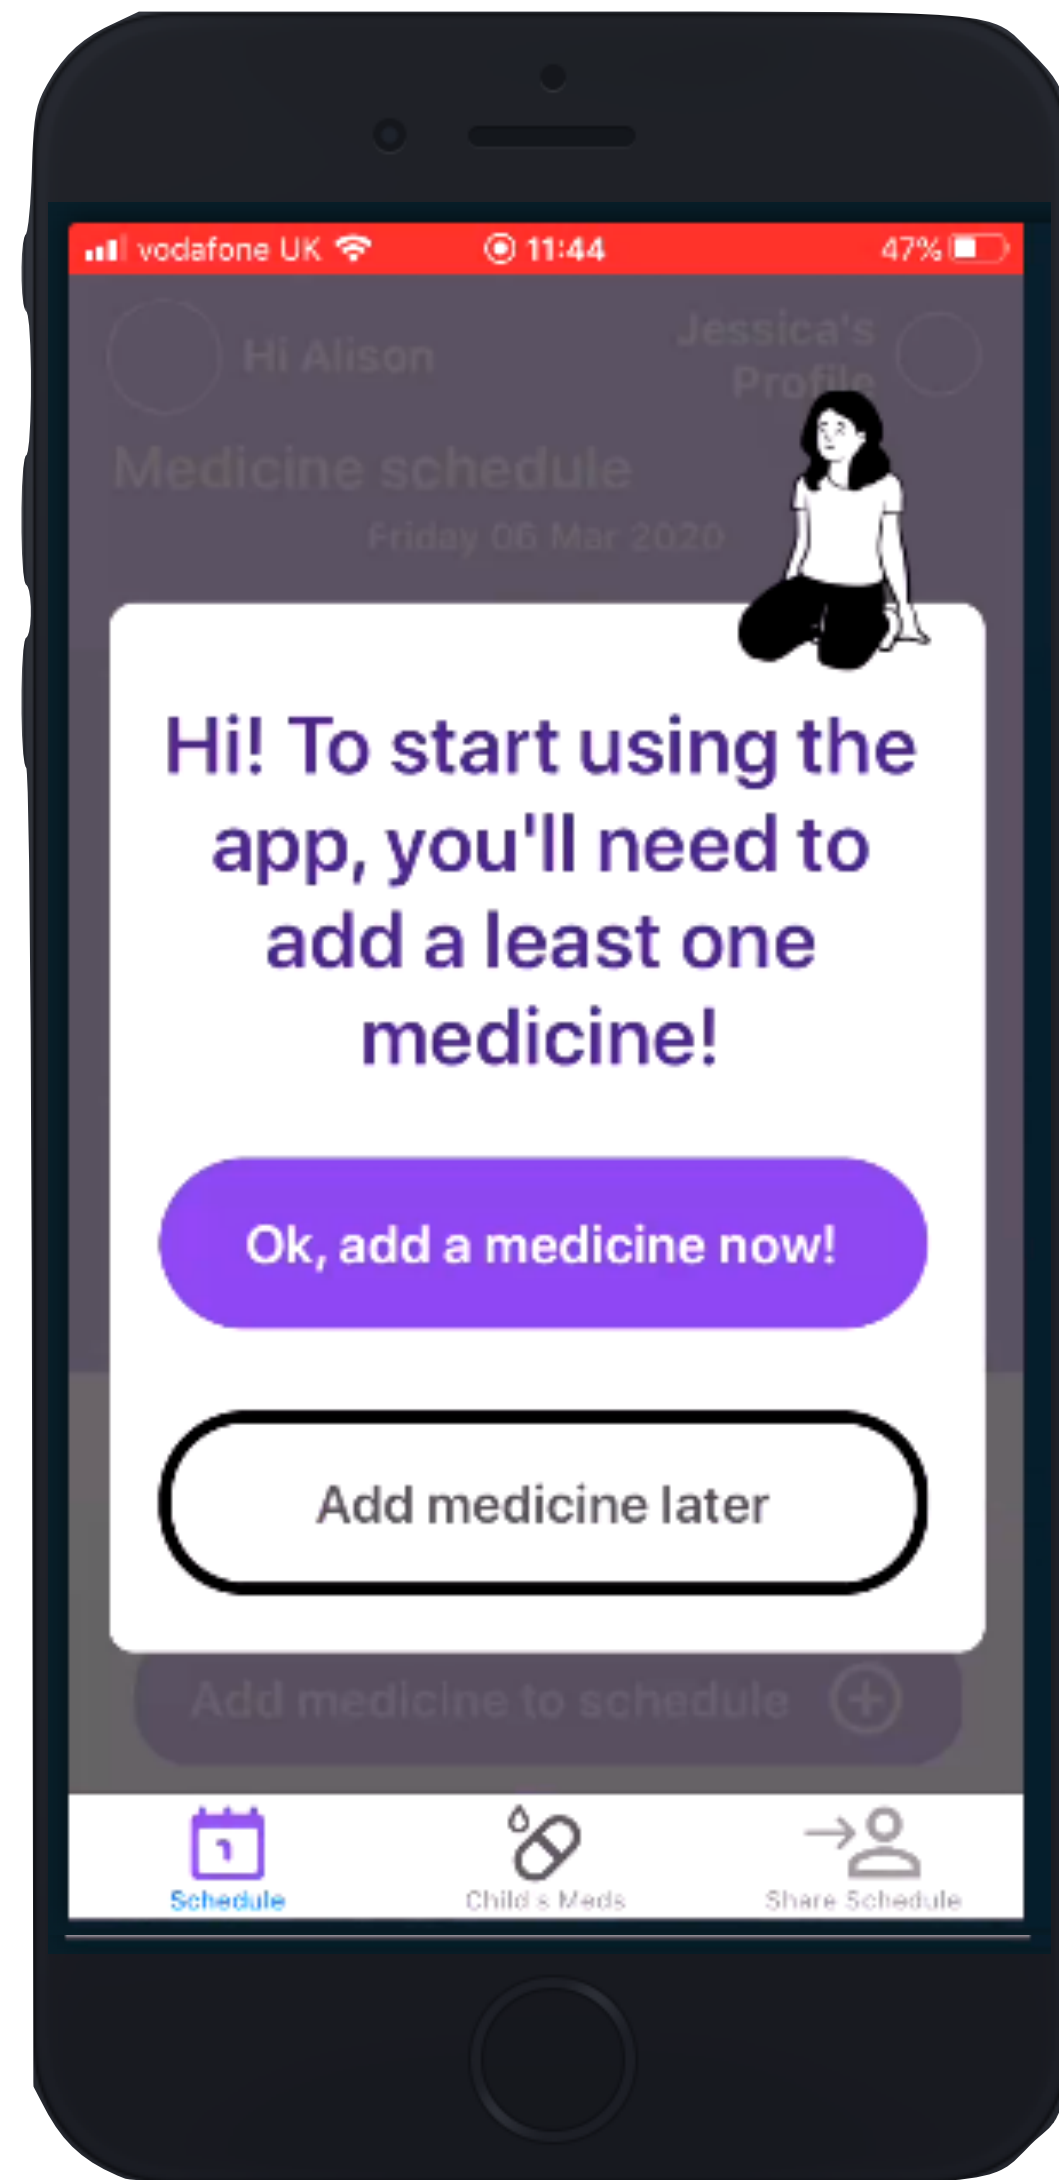 vodafone UK 11:44 47%
Hi Alison
Jessica's
Profile
Medicine schedule
Friday 06 Mar 2020
Hi! To start using the
app, you'll need to
add a least one
medicine!
Ok, add a medicine now!
Add medicine later
Add medicine to schedule
Schedule
Child's Meds
Share Schedule